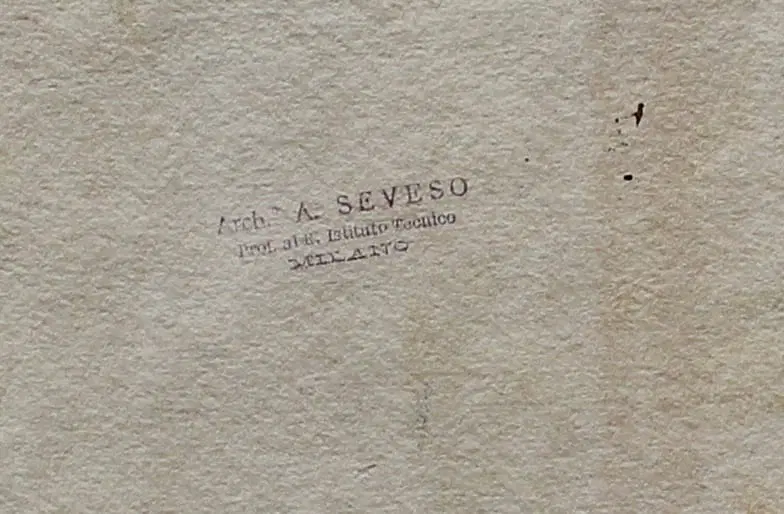 Arch.º A. SEVESO
Prof. al R. Istituto Tecnico
MILANO